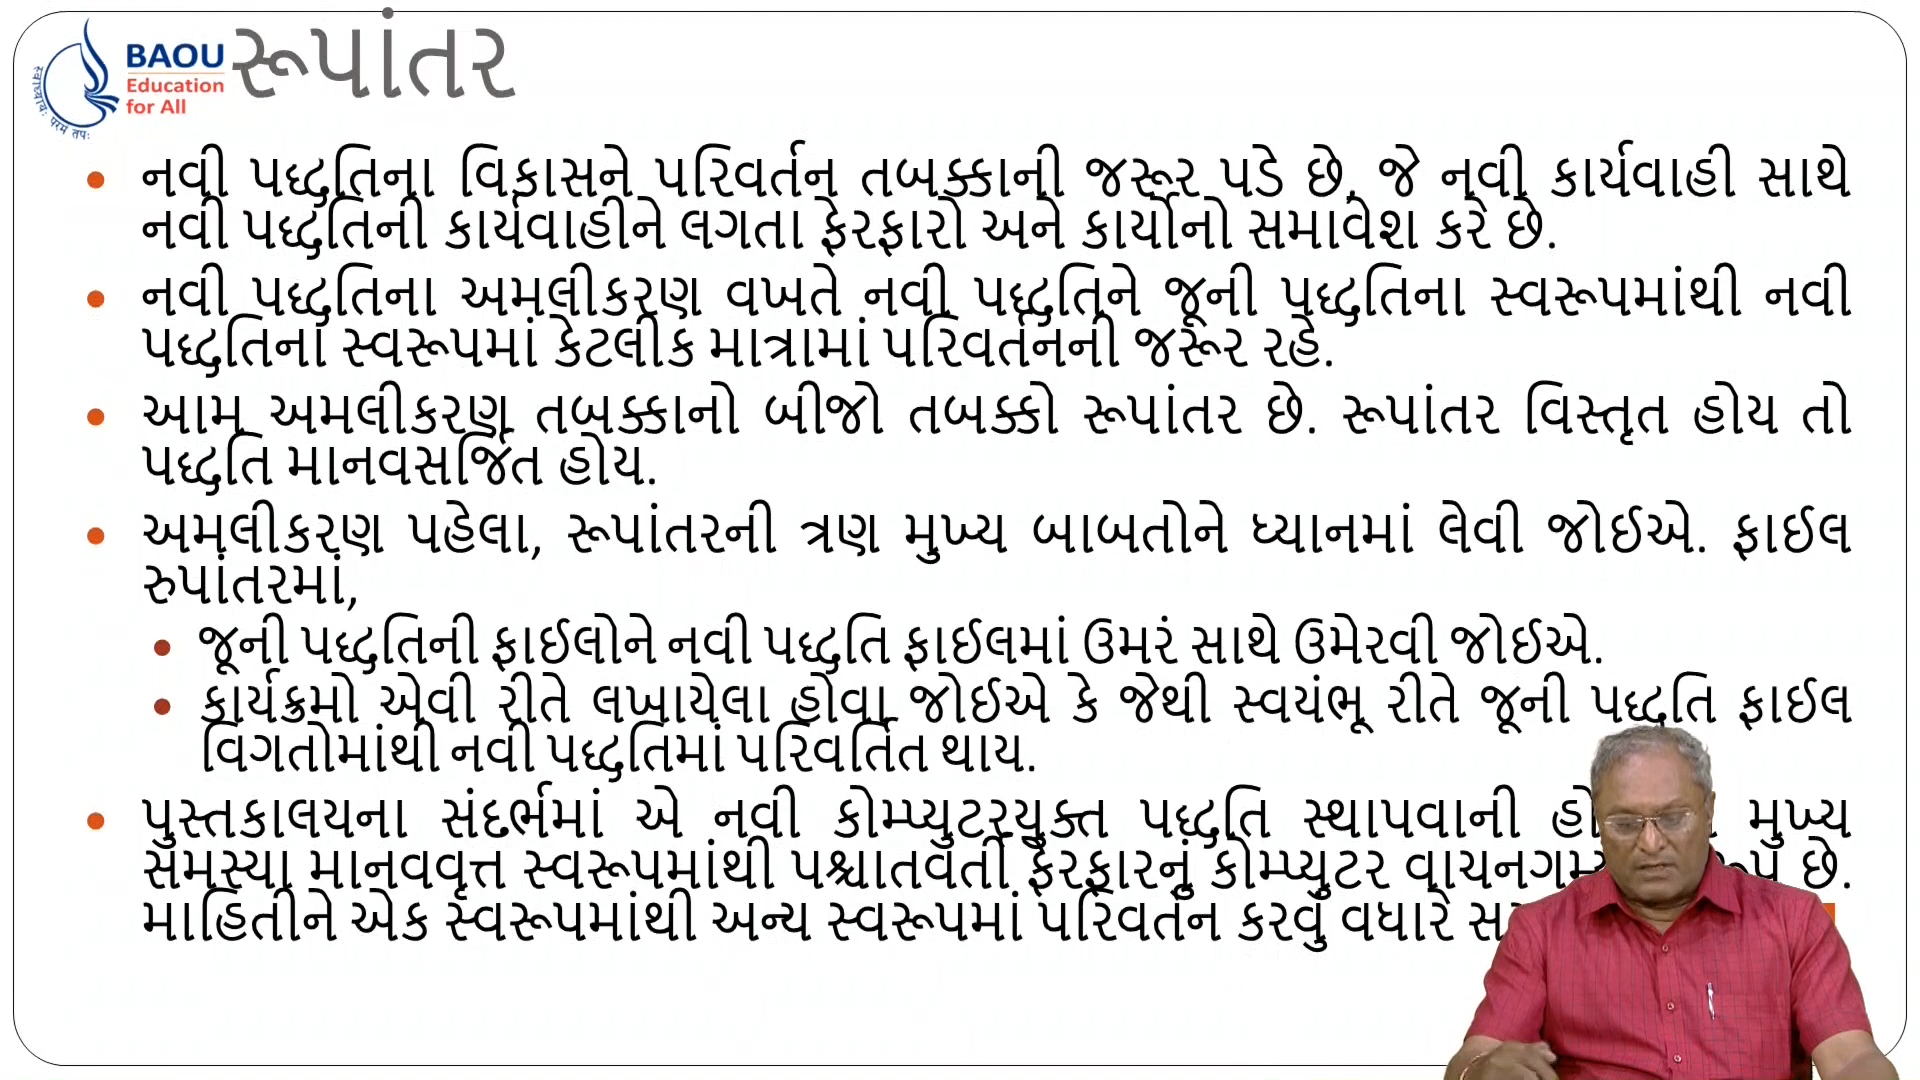 રૂપાંતર
BAOU
Education
for All
स्वाध्यायः परमं तपः
નવી પદ્ધતિના વિકાસને પરિવર્તન તબક્કાની જરૂર પડે છે, જે નવી કાર્યવાહી સાથે
નવી પદ્ધતિની કાર્યવાહીને લગતા ફેરફારો અને કાર્યોનો સમાવેશ કરે છે.
નવી પદ્ધતિના અમલીકરણ વખતે નવી પદ્ધતિને જૂની પદ્ધતિના સ્વરૂપમાંથી નવી
પદ્ધતિના સ્વરૂપમાં કેટલીક માત્રામાં પરિવર્તનની જરૂર રહે.
આમ અમલીકરણ તબક્કાનો બીજો તબક્કો રૂપાંતર છે. રૂપાંતર વિસ્તૃત હોય તો
પદ્ધતિ માનવસર્જિત હોય.
અમલીકરણ પહેલા, રૂપાંતરની ત્રણ મુખ્ય બાબતોને ધ્યાનમાં લેવી જોઈએ. ફાઈલ
રુપાંતરમાં,
જૂની પદ્ધતિની ફાઈલોને નવી પદ્ધતિ ફાઈલમાં ઉમરં સાથે ઉમેરવી જોઈએ.
કાર્યક્રમો એવી રીતે લખાયેલા હોવા જોઈએ કે જેથી સ્વયંભૂ રીતે જૂની પદ્ધતિ ફાઈલ
વિગતોમાંથી નવી પદ્ધતિમાં પરિવર્તિત થાય.
પુસ્તકાલયના સંદર્ભમાં એ નવી કોમ્પ્યુટરયુક્ત પદ્ધતિ સ્થાપવાની મુખ્ય
સમસ્યા માનવવૃત્ત સ્વરૂપમાંથી પશ્ચાતવર્તી ફેરફારનું કોમ્પ્યુટર છે.
માહિતીને એક સ્વરૂપમાંથી અન્ય સ્વરૂપમાં પરિવર્તન કરવું વધારે